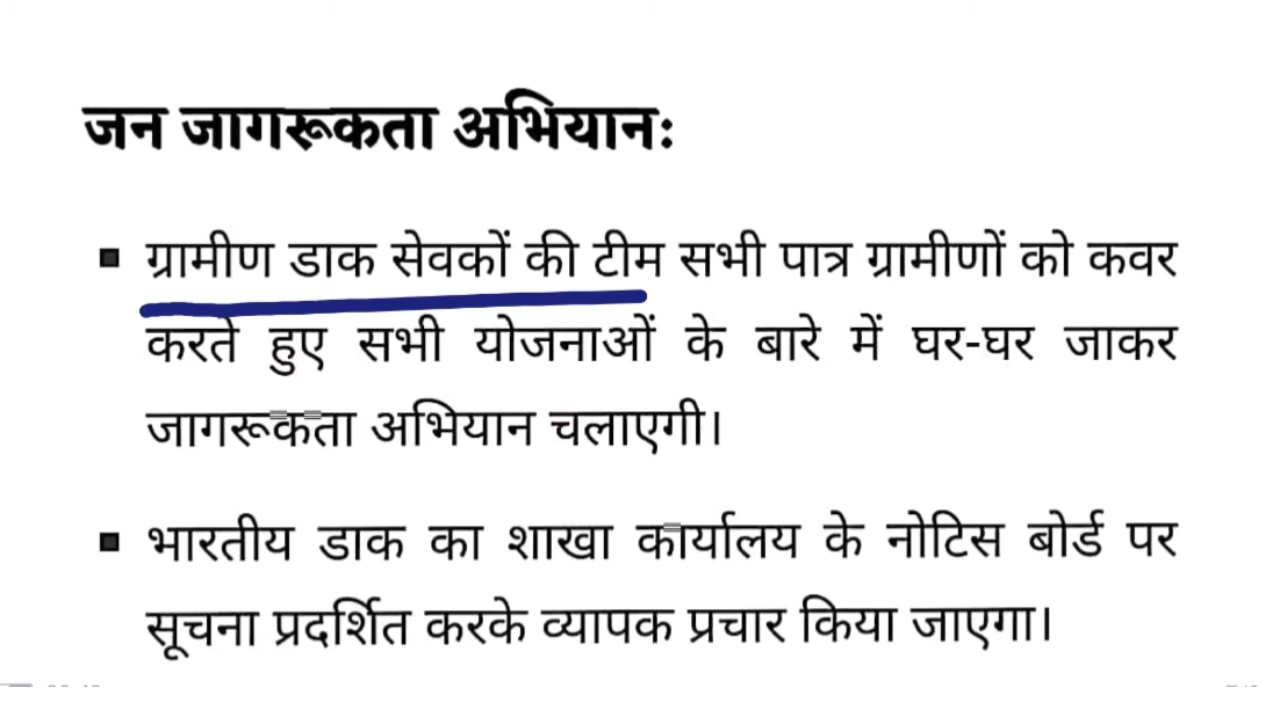 जन जागरूकता अभियानः
▪ ग्रामीण डाक सेवकों की टीम सभी पात्र ग्रामीणों को कवर
करते हुए सभी योजनाओं के बारे में घर-घर जाकर
जागरूकता अभियान चलाएगी।
▪ भारतीय डाक का शाखा कार्यालय के नोटिस बोर्ड पर
सूचना प्रदर्शित करके व्यापक प्रचार किया जाएगा।